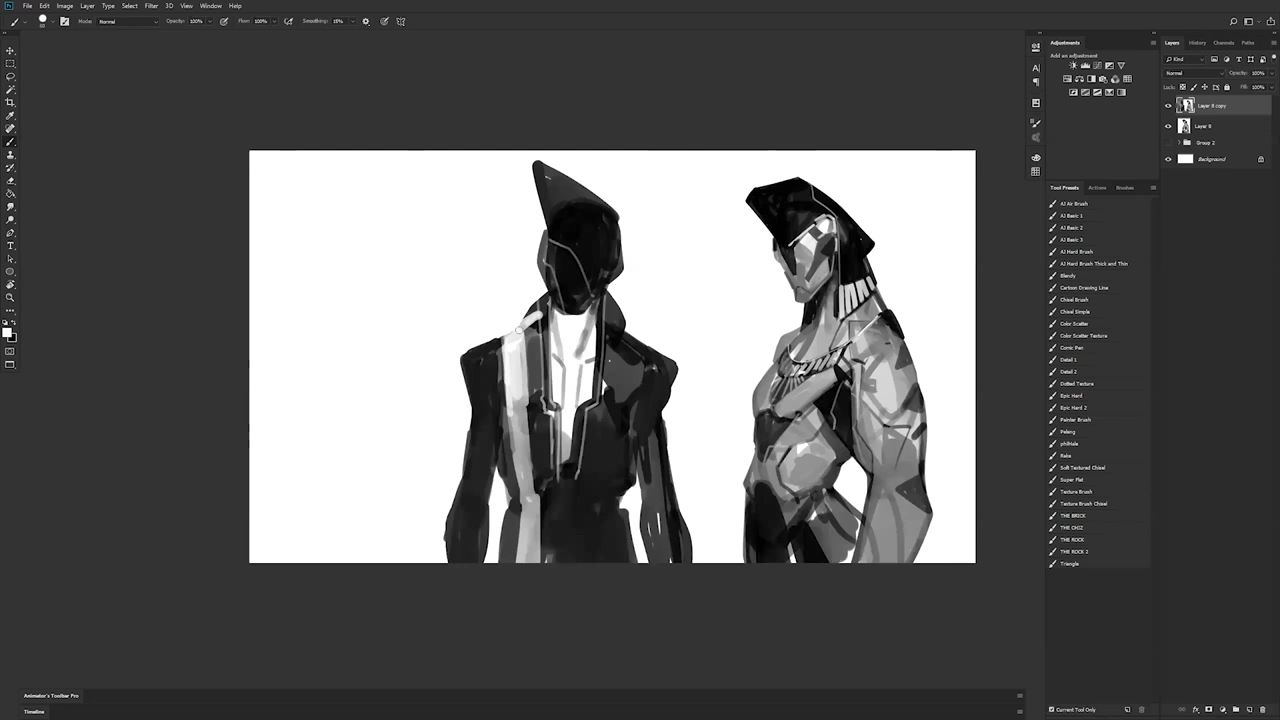 Ps File Edit Image Layer Type Select Filter 3D View Window Help
Mode: Normal Opacity: 100% Flow: 100% Smoothing: 15%
Adjustments
Add an adjustment
Layers History Channels Paths
Kind
Normal Opacity: 100%
Lock: Fill: 100%
Layer 8 copy
Layer 8
Group 2
Background
Tool Presets Actions Brushes
AJ Air Brush
AJ Basic 1
AJ Basic 2
AJ Basic 3
AJ Hard Brush
AJ Hard Brush Thick and Thin
Blendy
Cartoon Drawing Line
Chisal Brush
Chisal Simple
Color Scatter
Color Scatter Texture
Comic Pen
Detail 1
Detail 2
Dotted Texture
Epic Hard
Epic Hard 2
Painter Brush
Peleng
philHale
Rake
Soft Textured Chisel
Super Flat
Texture Brush
Texture Brush Chisel
THE BRICK
THE CHIZ
THE ROCK
THE ROCK 2
Triangle
Current Tool Only
Animator's Toolbar Pro
Timeline